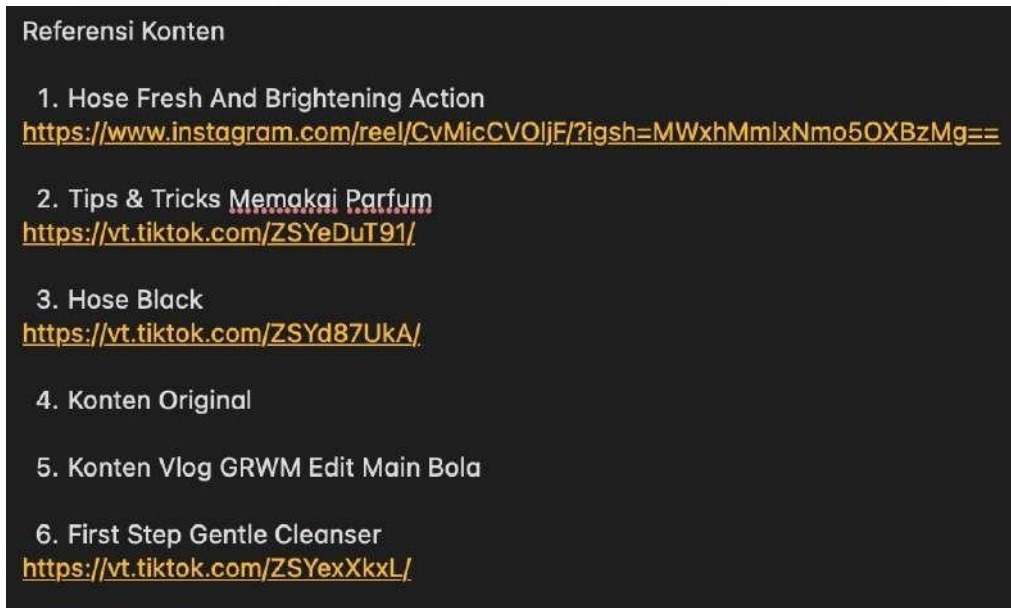 Referensi Konten
1. Hose Fresh And Brightening Action
https://www.instagram.com/reel/CvMicCVOljF/?igsh=MWxhMmlxNmo5OXBzMg==
2. Tips & Tricks Memakai Parfum
https://vt.tiktok.com/ZSYeDuT91/
3. Hose Black
https://vt.tiktok.com/ZSYd87UkA/
4. Konten Original
5. Konten Vlog GRWM Edit Main Bola
6. First Step Gentle Cleanser
https://vt.tiktok.com/ZSYexXkxL/